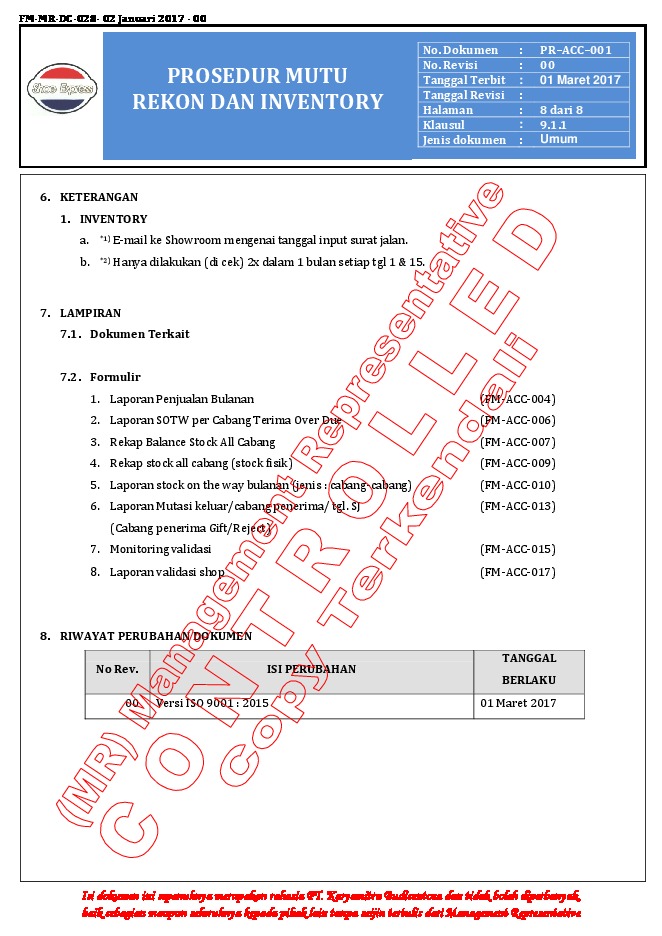 FM-MR-DC-028- 02 Januari 2017 - 00
Shoes Express
PROSEDUR MUTU
REKON DAN INVENTORY
No. Dokumen : PR–ACC–001
No. Revisi : 00
Tanggal Terbit : 01 Maret 2017
Tanggal Revisi :
Halaman : 8 dari 8
Klausul : 9.1.1
Jenis dokumen : Umum
6. KETERANGAN
1. INVENTORY
a. *1) E-mail ke Showroom mengenai tanggal input surat jalan.
b. *2) Hanya dilakukan (di cek) 2x dalam 1 bulan setiap tgl 1 & 15.
7. LAMPIRAN
7.1. Dokumen Terkait
7.2. Formulir
1. Laporan Penjualan Bulanan (FM-ACC-004)
2. Laporan SOTW per Cabang Terima Over Due (FM-ACC-006)
3. Rekap Balance Stock All Cabang (FM-ACC-007)
4. Rekap stock all cabang (stock fisik) (FM-ACC-009)
5. Laporan stock on the way bulanan (jenis : cabang-cabang) (FM-ACC-010)
6. Laporan Mutasi keluar/cabang penerima/ tgl. SJ (FM-ACC-013)
(Cabang penerima Gift/Reject)
7. Monitoring validasi (FM-ACC-015)
8. Laporan validasi shop (FM-ACC-017)
8. RIWAYAT PERUBAHAN DOKUMEN
No Rev. ISI PERUBAHAN TANGGAL BERLAKU
00 Versi ISO 9001 : 2015 01 Maret 2017
(MR) Management Representative
CONTROLLED
Copy Terkendali
Isi dokumen ini sepenuhnya merupakan rahasia PT. Karyamitra Budisentosa dan tidak boleh diperbanyak,
baik sebagian maupun seluruhnya kepada pihak lain tanpa seijin tertulis dari Management Representative